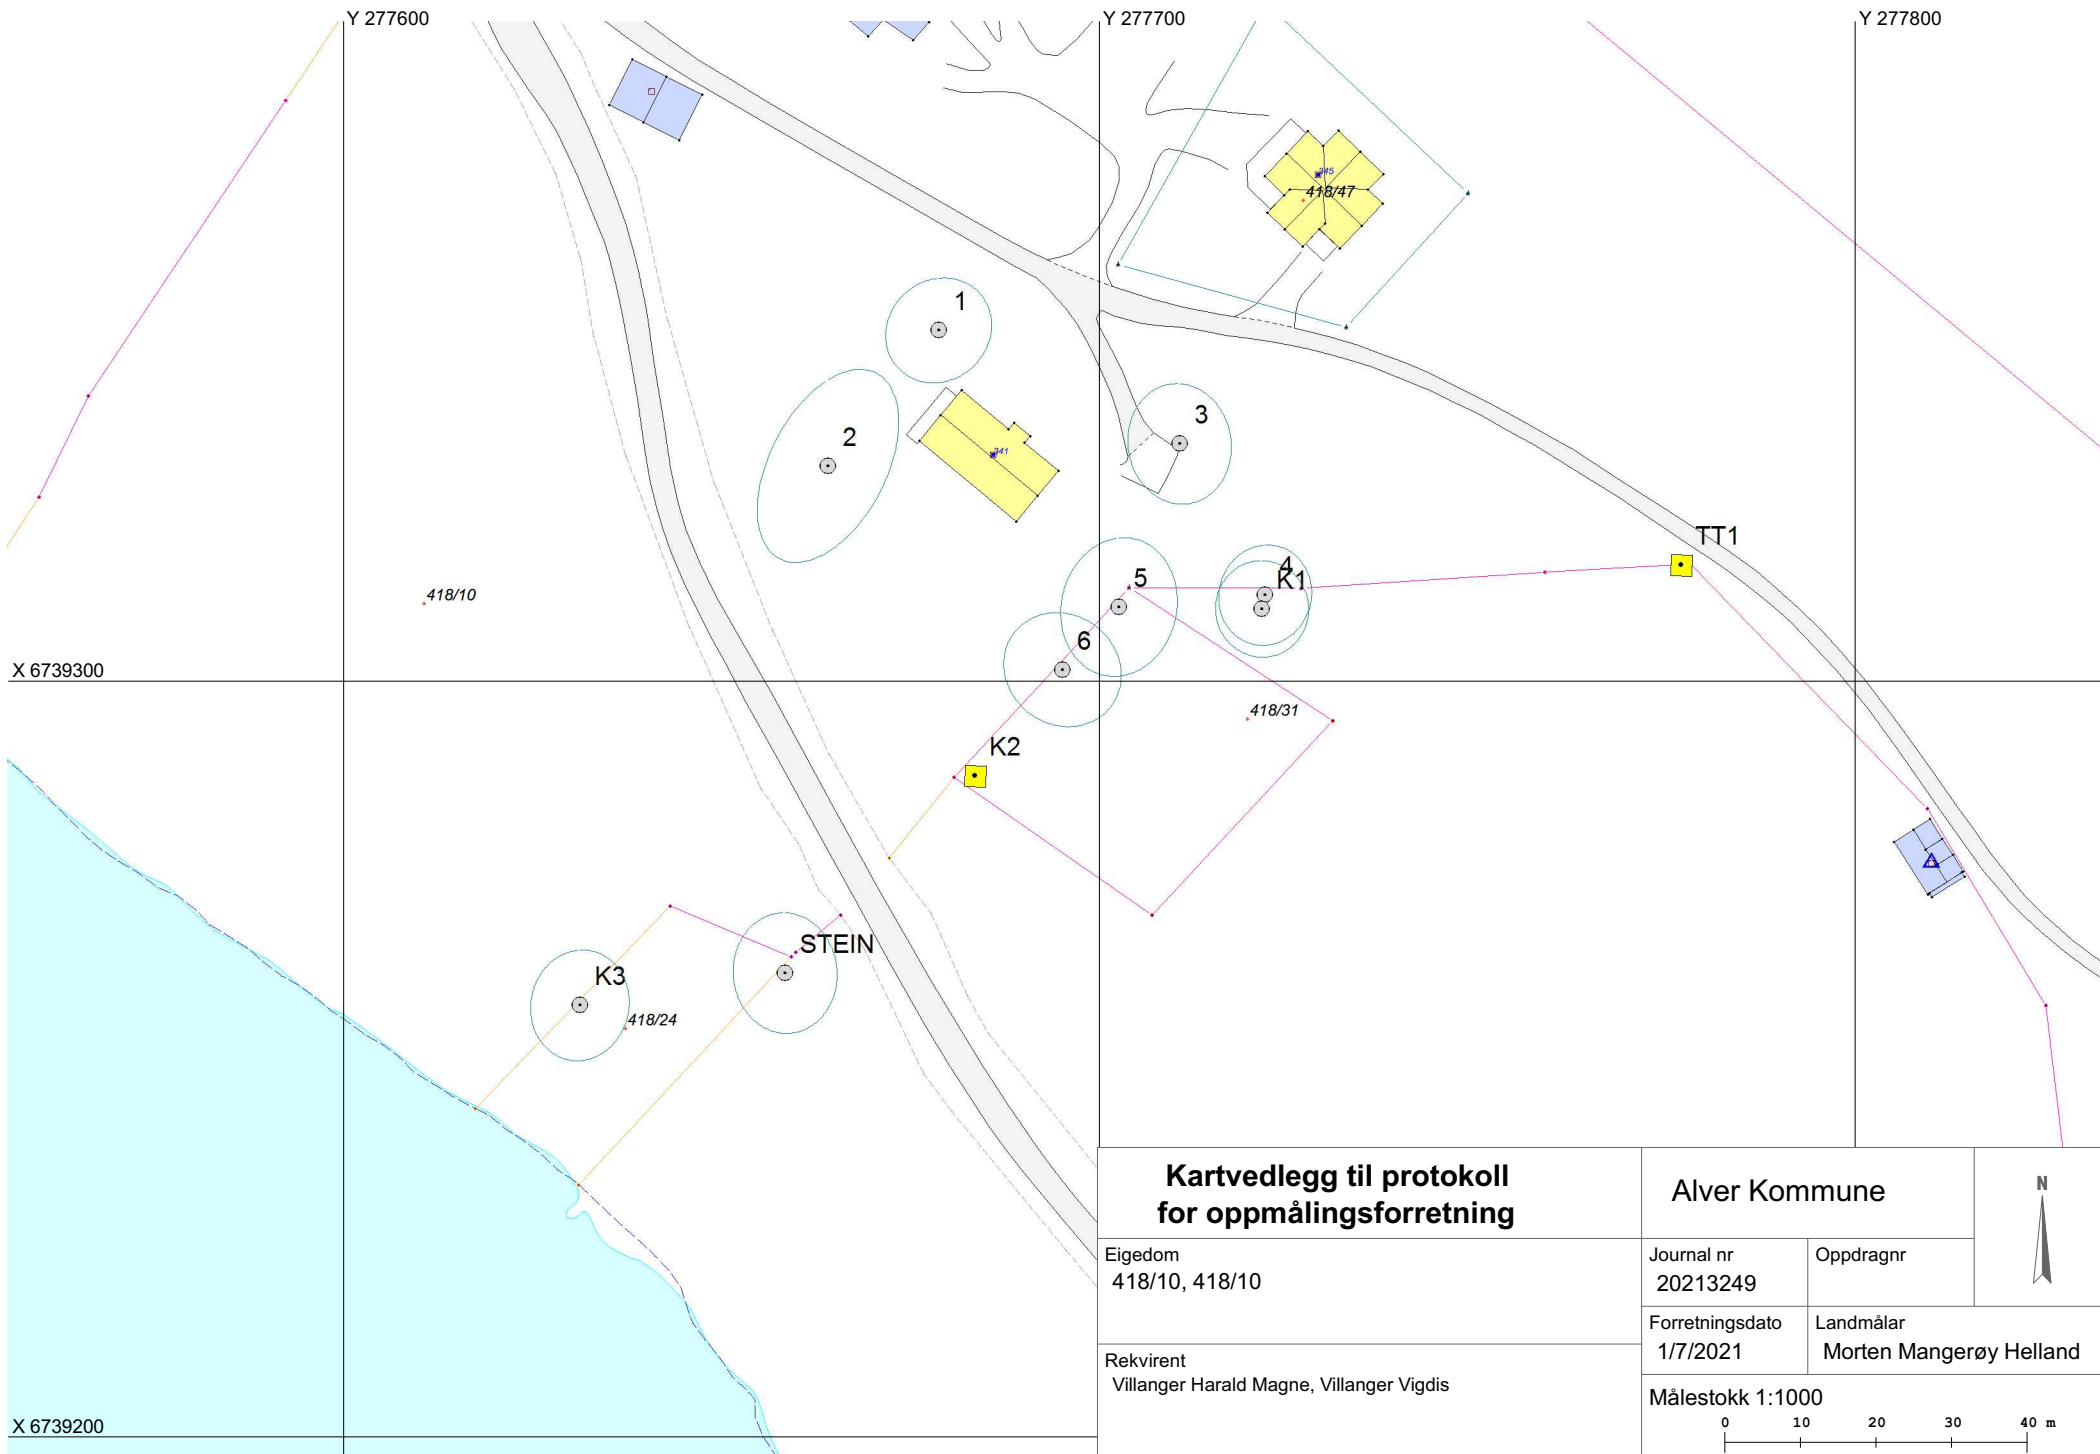 Y 277600
Y 277700
Y 277800
345
418/47
1
2
3
341
TT1
4
K1
5
418/10
6
X 6739300
418/31
K2
STEIN
K3
418/24
Kartvedlegg til protokoll
for oppmålingsforretning
Alver Kommune
N
Eigedom
418/10, 418/10
Journal nr
20213249
Oppdragnr
Forretningsdato
1/7/2021
Landmålar
Morten Mangerøy Helland
Rekvirent
Villanger Harald Magne, Villanger Vigdis
Målestokk 1:1000
0 10 20 30 40 m
X 6739200